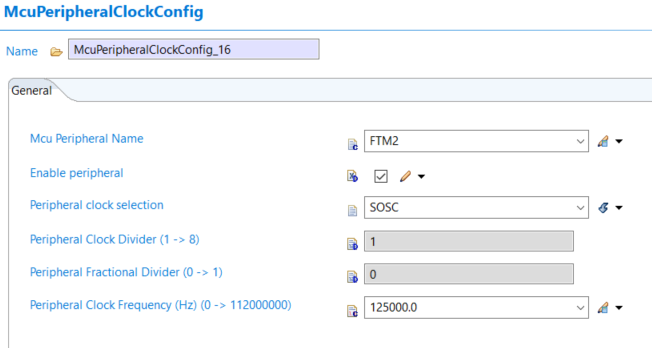 McuPeripheralClockConfig
Name McuPeripheralClockConfig_16
General
Mcu Peripheral Name FTM2
Enable peripheral
Peripheral clock selection SOSC
Peripheral Clock Divider (1 -> 8) 1
Peripheral Fractional Divider (0 -> 1) 0
Peripheral Clock Frequency (Hz) (0 -> 112000000) 125000.0